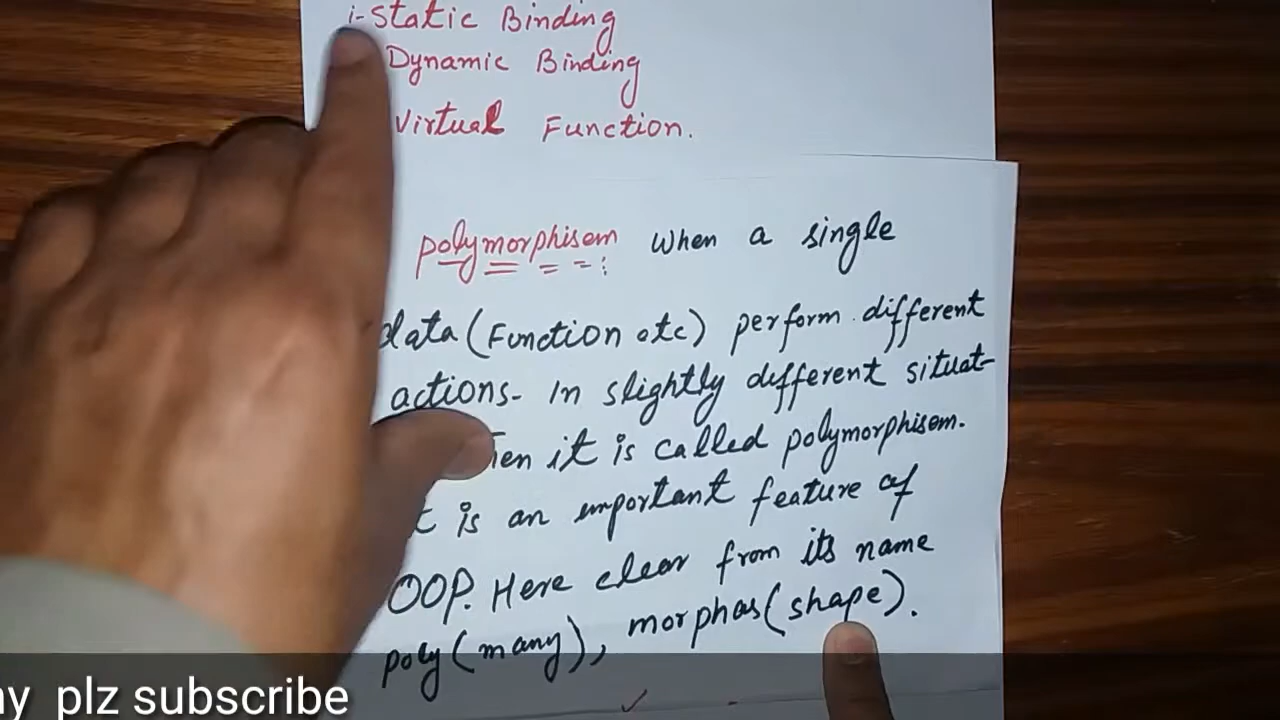 i- Static Binding
Dynamic Binding
Virtual Function.
polymorphisem when a single
data (Function etc) perform different
actions. In slightly different situat-
it is called polymorphisem.
is an important feature of
OOP. Here clear from its name
poly (many), morphas (shape).
plz subscribe